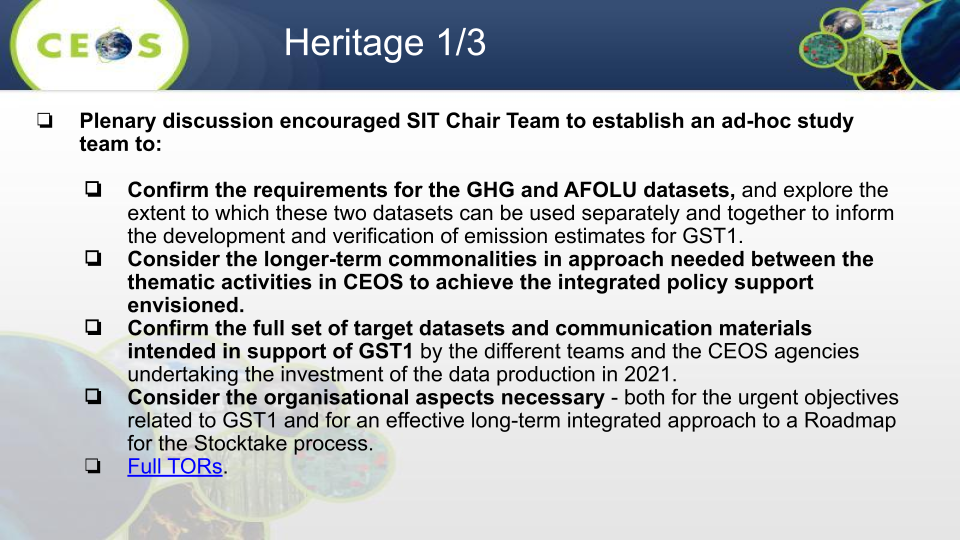 CEOS
Heritage 1/3
❏ Plenary discussion encouraged SIT Chair Team to establish an ad-hoc study
team to:
❏ Confirm the requirements for the GHG and AFOLU datasets, and explore the
extent to which these two datasets can be used separately and together to inform
the development and verification of emission estimates for GST1.
❏ Consider the longer-term commonalities in approach needed between the
thematic activities in CEOS to achieve the integrated policy support
envisioned.
❏ Confirm the full set of target datasets and communication materials
intended in support of GST1 by the different teams and the CEOS agencies
undertaking the investment of the data production in 2021.
❏ Consider the organisational aspects necessary - both for the urgent objectives
related to GST1 and for an effective long-term integrated approach to a Roadmap
for the Stocktake process.
❏ Full TORs.